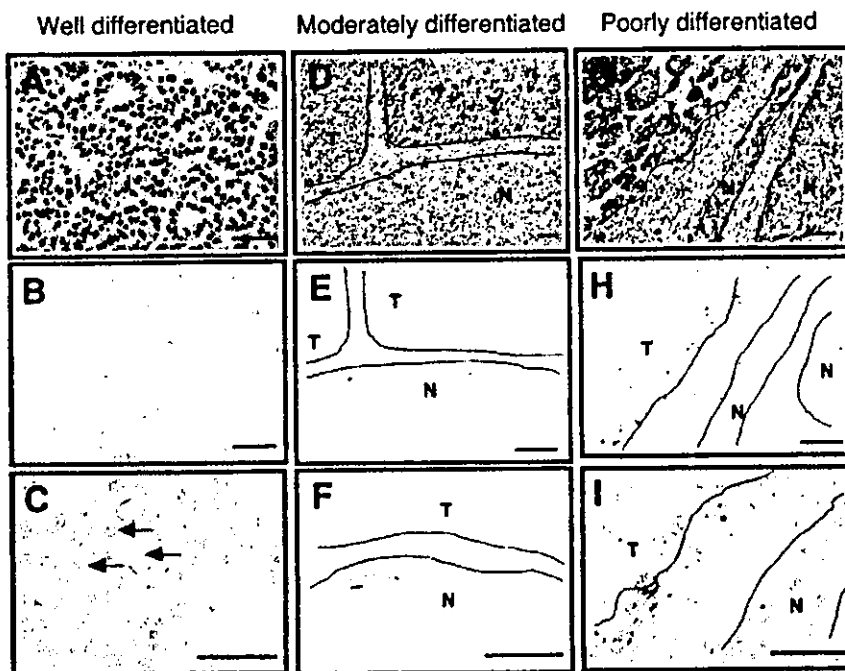 Well differentiated
Moderately differentiated
Poorly differentiated
A
D
T
N
N
N
B
E
T
T
N
H
T
N
N
C
F
T
N
I
T
N